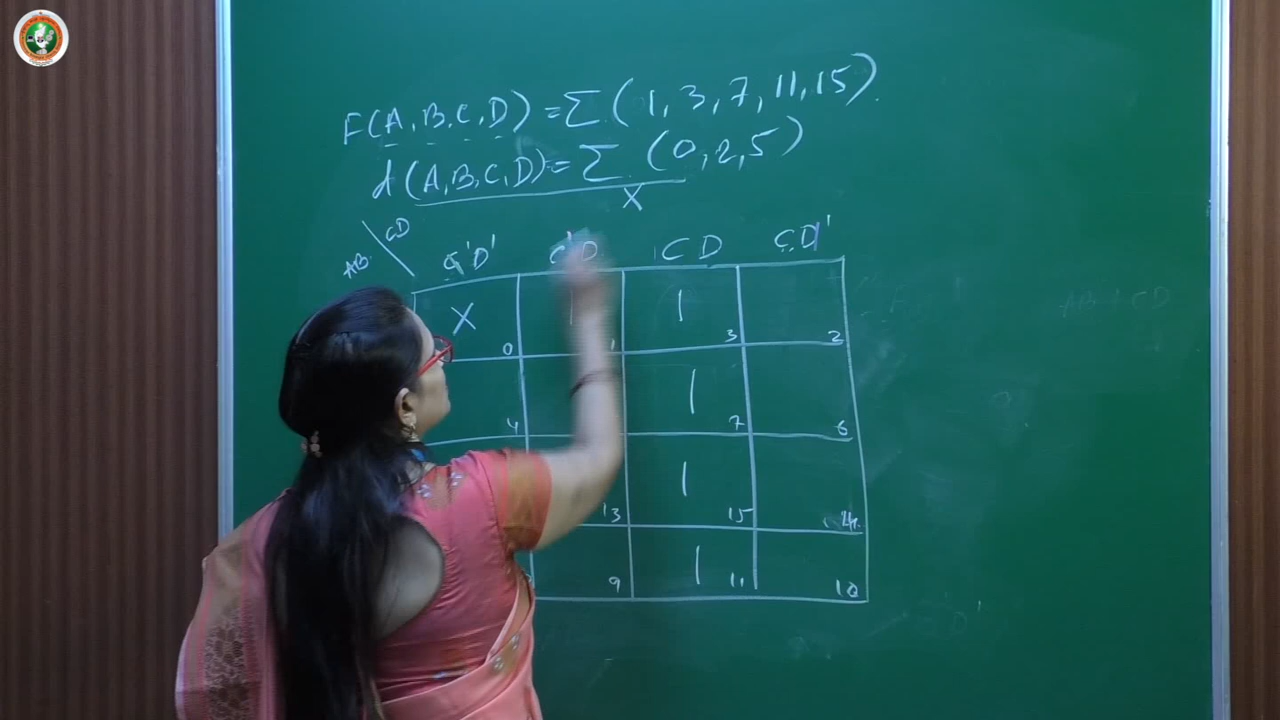 F(A, B, C, D) = Σ (1, 3, 7, 11, 15).
d (A, B, C, D) = Σ (0, 2, 5)
X
AB \ CD
C'D' C'D CD CD'
X 0 1 1 1 3 2
4 1 7 6
13 1 15 14
9 1 11 10